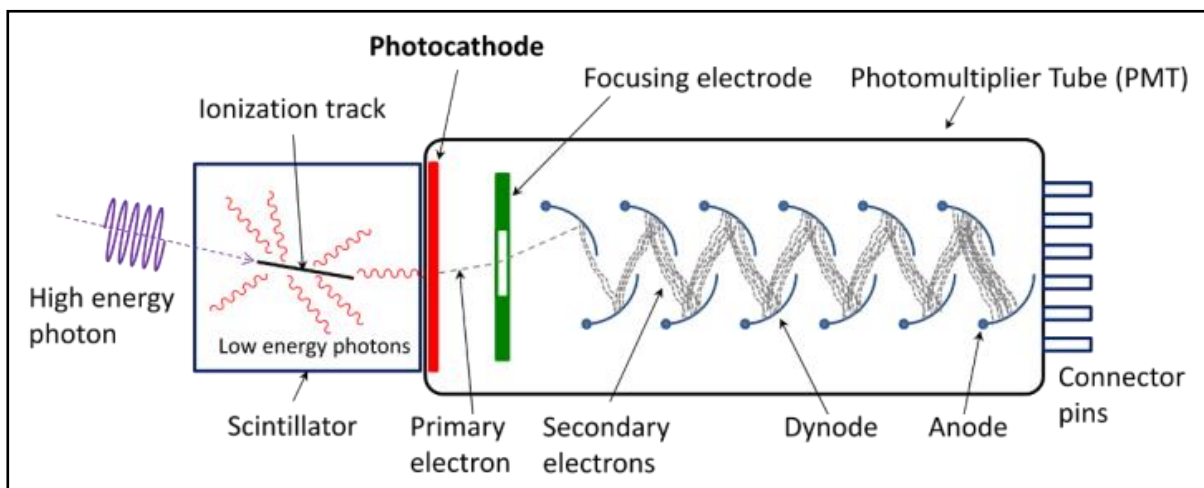 Photocathode
Focusing electrode
Photomultiplier Tube (PMT)
Ionization track
High energy
photon
Low energy photons
Scintillator
Primary
electron
Secondary
electrons
Dynode
Anode
Connector
pins